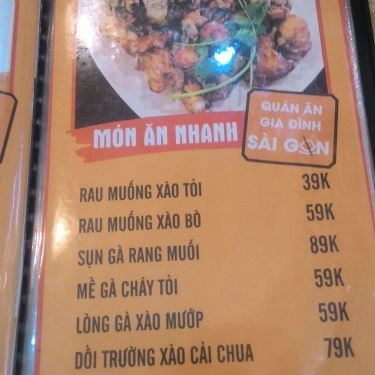 MÓN ĂN NHANH
QUÁN ĂN
GIA ĐÌNH
SÀI GÒN
RAU MUỐNG XÀO TỎI 39K
RAU MUỐNG XÀO BÒ 59K
SỤN GÀ RANG MUỐI 89K
MỀ GÀ CHÁY TỎI 59K
LÒNG GÀ XÀO MƯỚP 59K
DỒI TRƯỜNG XÀO CẢI CHUA 79K